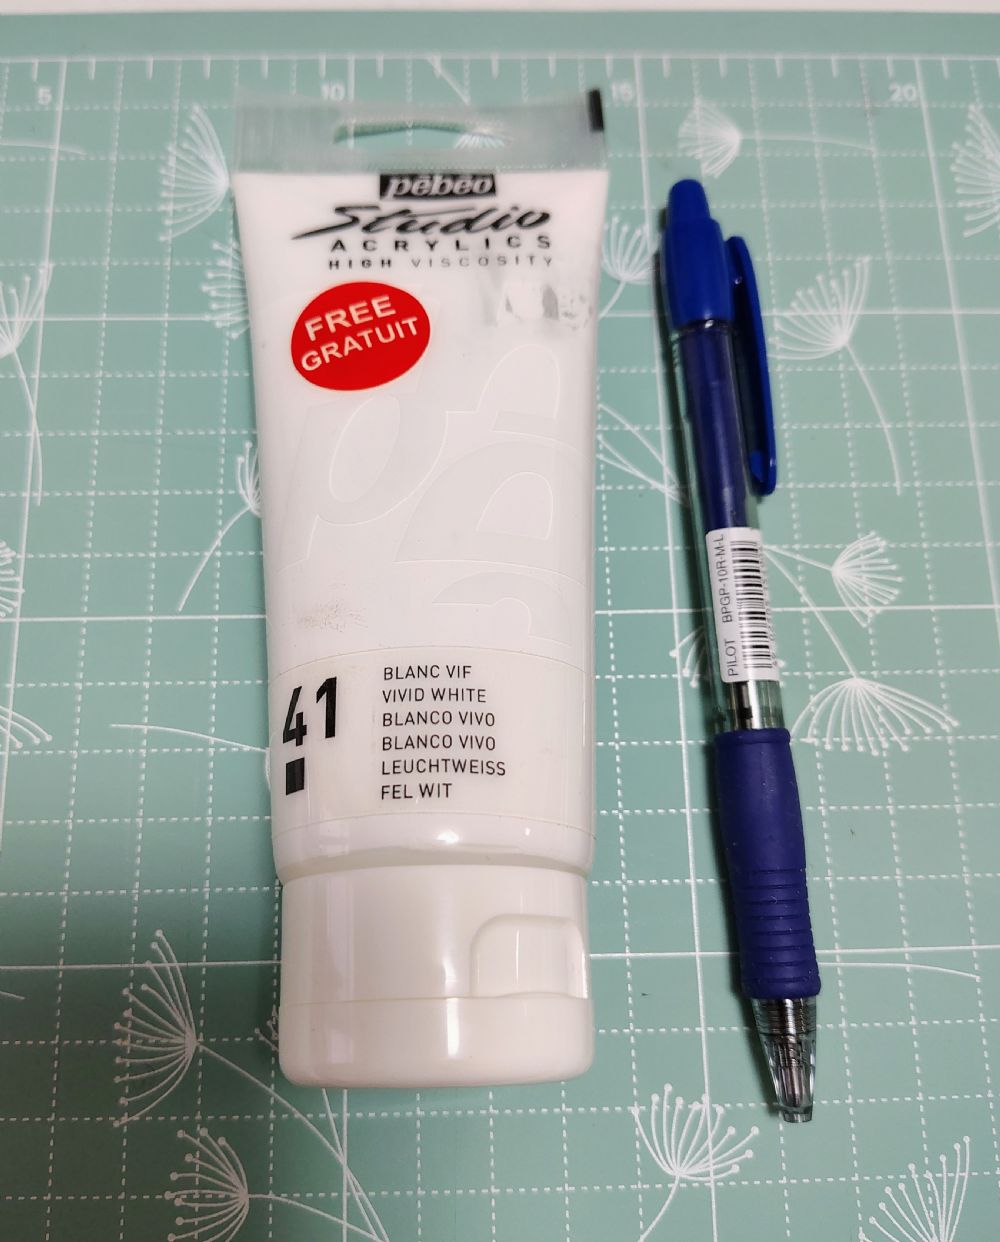 5
10
15
20
pēbēo
Studio
ACRYLICS
HIGH VISCOSITY
FREE
GRATUIT
41
BLANC VIF
VIVID WHITE
BLANCO VIVO
BLANCO VIVO
LEUCHTWEISS
FEL WIT
PILOT BPGP-10R-M-L